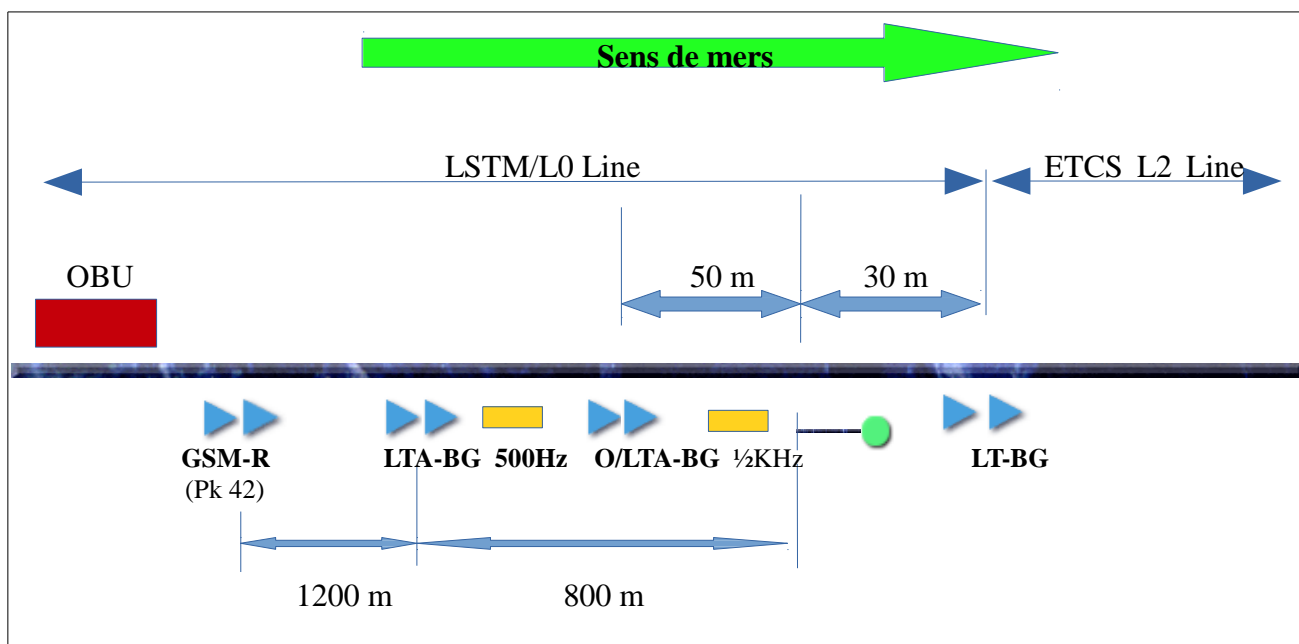 Sens de mers
LSTM/L0 Line
ETCS L2 Line
50 m
30 m
OBU
GSM-R
(Pk 42)
LTA-BG
500Hz
O/LTA-BG
½KHz
LT-BG
1200 m
800 m